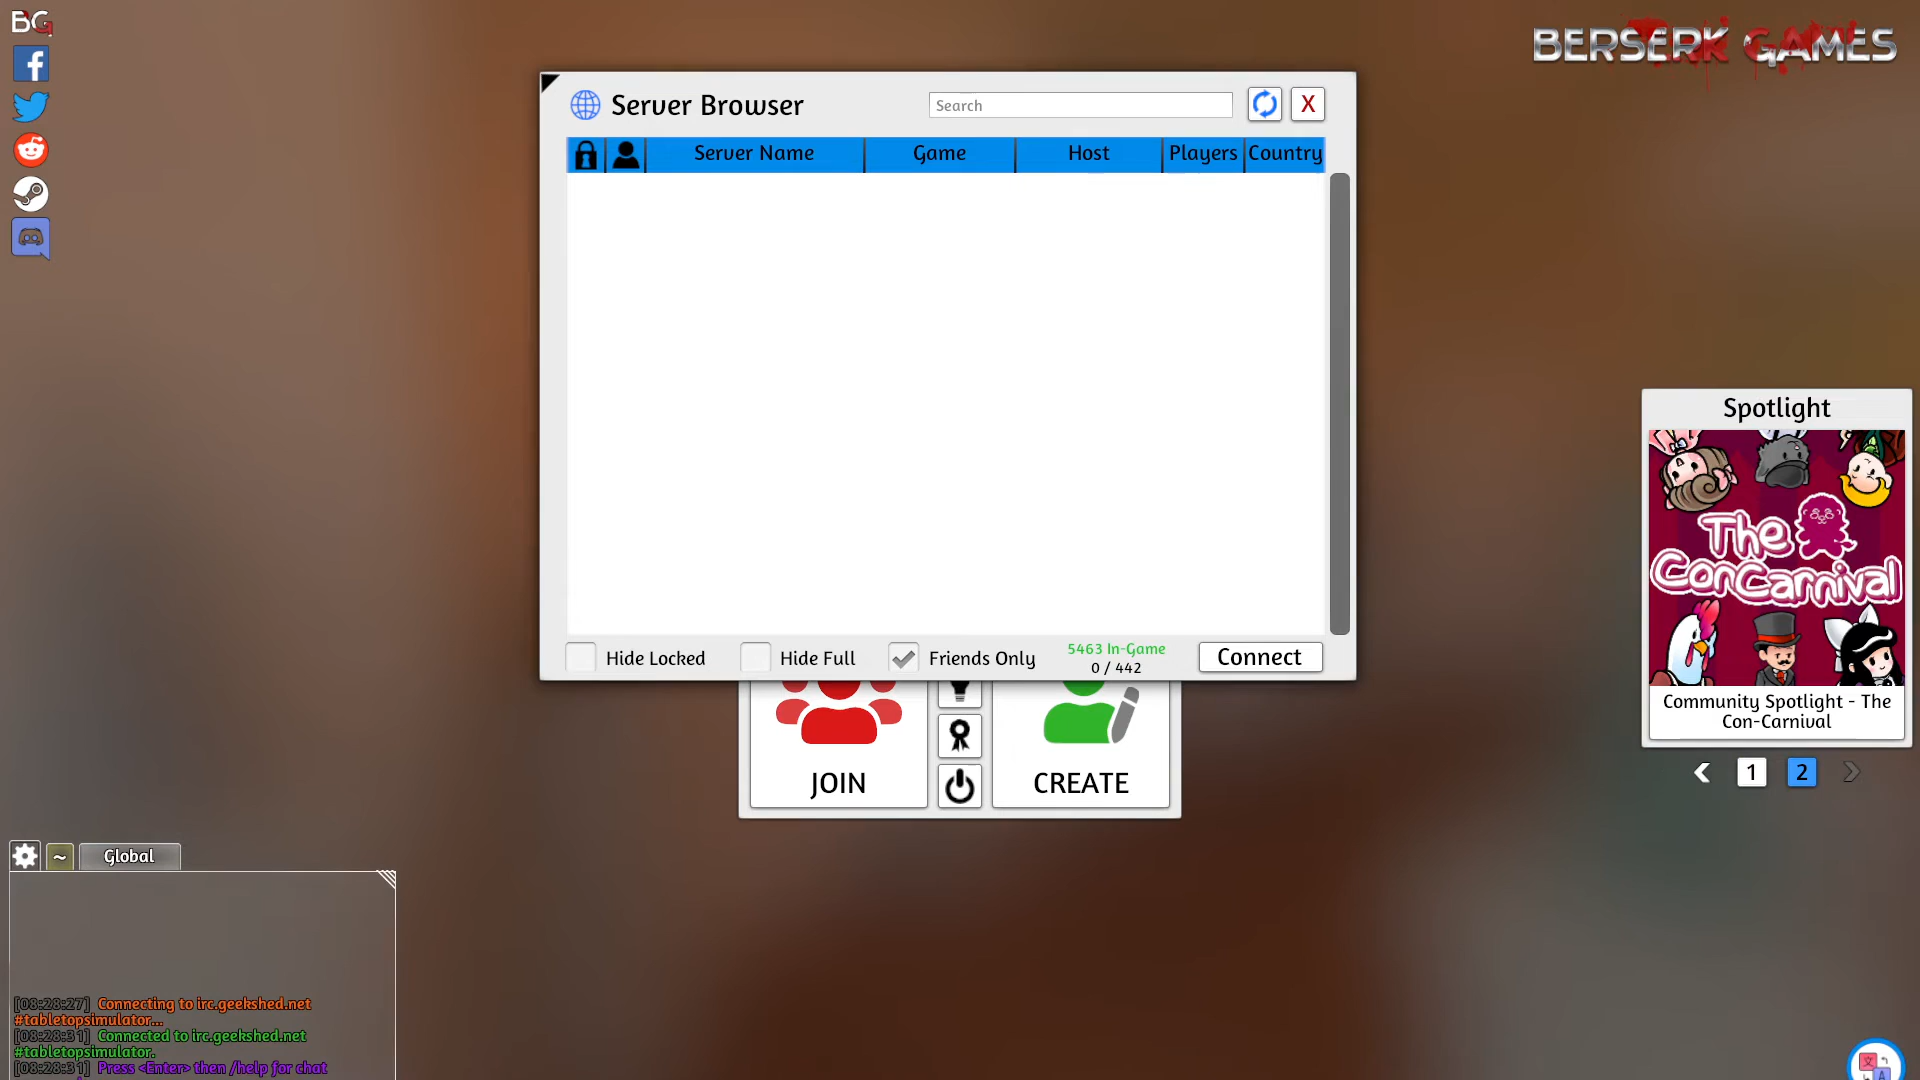 BG
BERSERK GAMES
Server Browser
Search
X
Server Name
Game
Host
Players
Country
Hide Locked
Hide Full
Friends Only
5463 In-Game
0 / 442
Connect
JOIN
CREATE
Spotlight
The
ConCarnival
Community Spotlight - The
Con-Carnival
1
2
~
Global
[08:28:27] Connecting to irc.geekshed.net
#tabletopsimulator...
[08:28:31] Connected to irc.geekshed.net
#tabletopsimulator.
[08:28:31] Press <Enter> then /help for chat
文
A